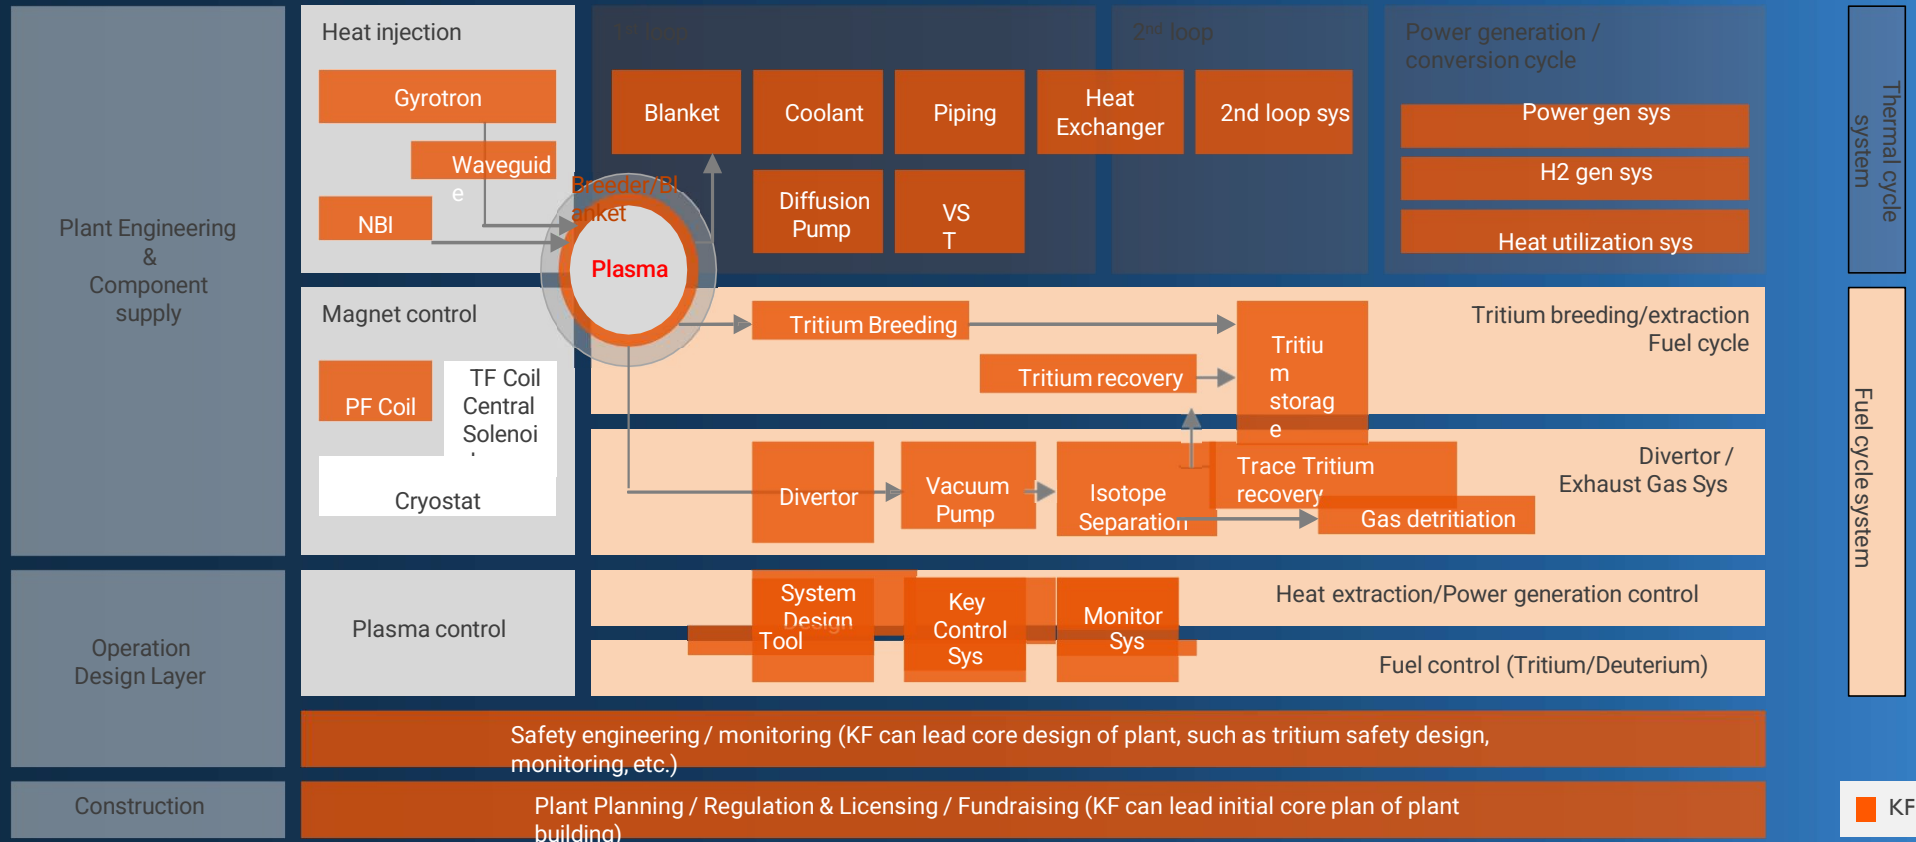 Plant Engineering
&
Component
supply
Operation
Design Layer
Construction
Heat injection
Gyrotron
Waveguid
e
NBI
Breeder/Bl
anket
Plasma
loop
Blanket
Coolant
Piping
Heat
Exchanger
Diffusion
Pump
VS
T
2nd loop
2nd loop sys
Power generation /
conversion cycle
Power gen sys
H2 gen sys
Heat utilization sys
Thermal cycle
system
Magnet control
PF Coil
TF Coil
Central
Solenoi
Cryostat
Tritium Breeding
Tritium recovery
Tritiu
m
storag
e
Tritium breeding/extraction
Fuel cycle
Divertor
Vacuum
Pump
Isotope
Separation
Trace Tritium
recovery
Gas detritiation
Divertor /
Exhaust Gas Sys
Fuel cycle system
Plasma control
System
Design
Tool
Key
Control
Sys
Monitor
Sys
Heat extraction/Power generation control
Fuel control (Tritium/Deuterium)
Safety engineering / monitoring (KF can lead core design of plant, such as tritium safety design,
monitoring, etc.)
Plant Planning / Regulation & Licensing / Fundraising (KF can lead initial core plan of plant
building)
KF